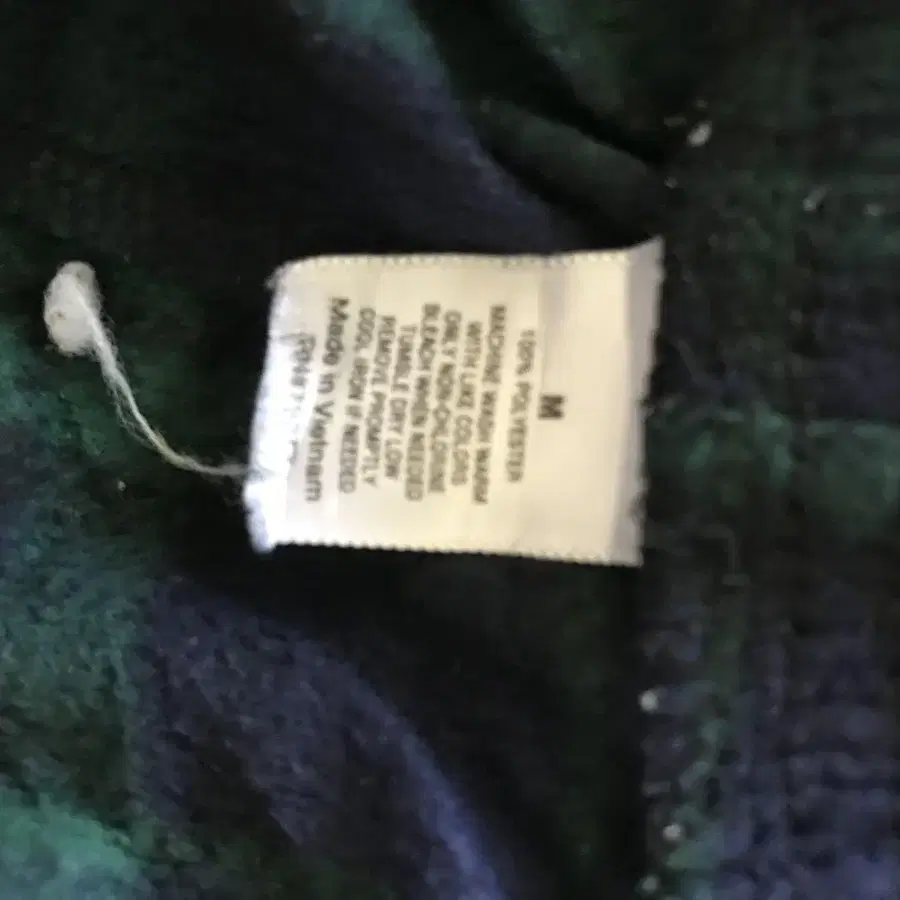 M
100% POLYESTER
MACHINE WASH WARM
WITH LIKE COLORS
ONLY NON-CHLORINE
BLEACH WHEN NEEDED
TUMBLE DRY LOW
REMOVE PROMPTLY
COOL IRON IF NEEDED
Made in Vietnam